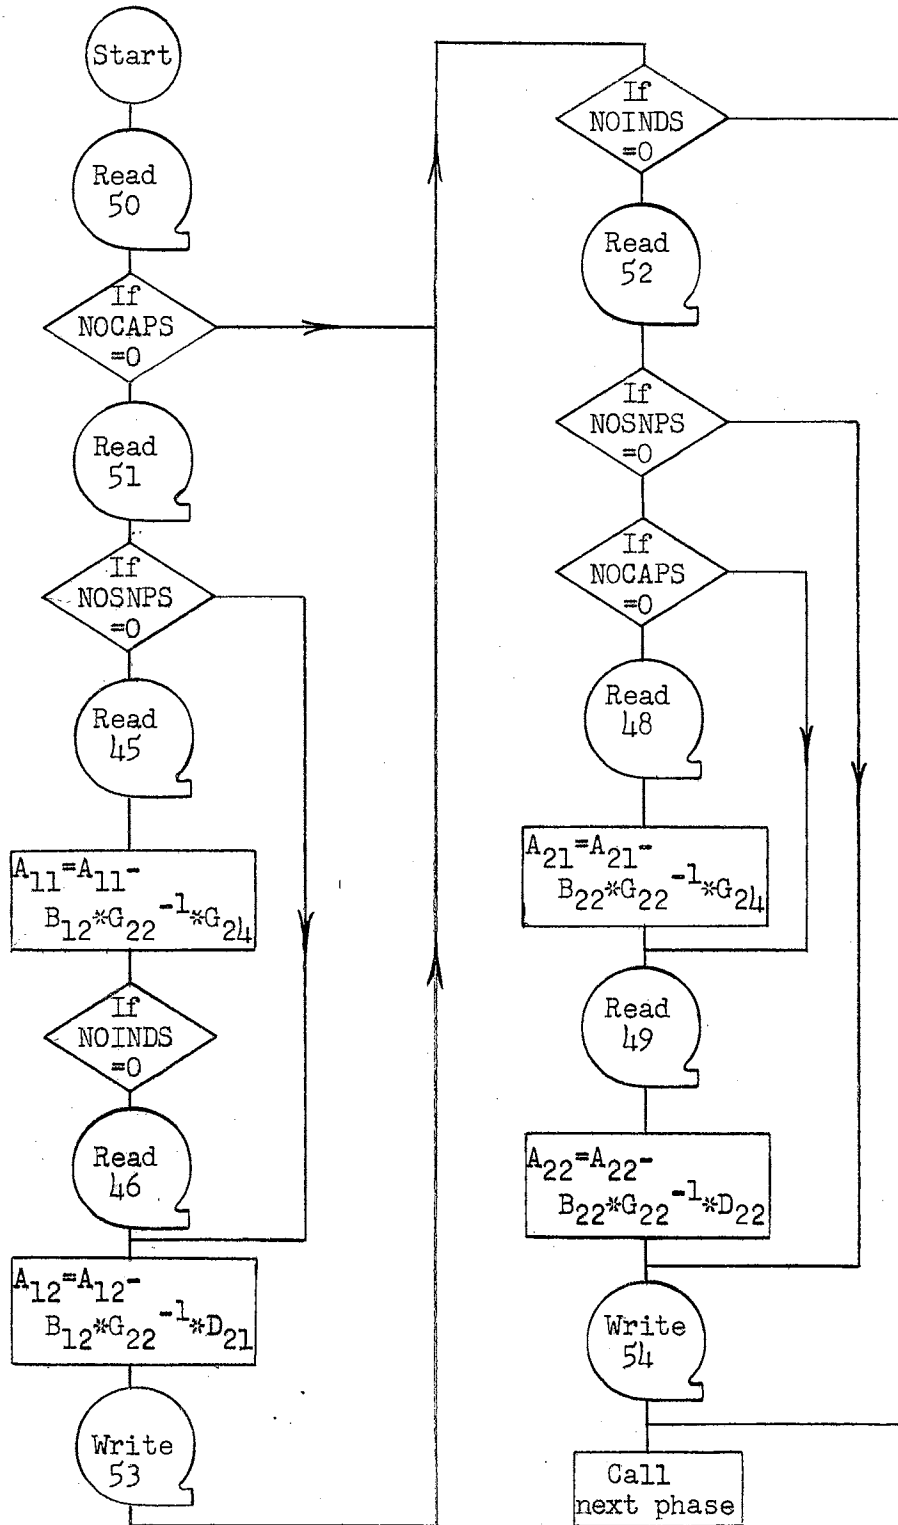 Start
Read
50
If
NOCAPS
=0
Read
51
If
NOSNPS
=0
Read
45
A11=A11-
B12*G22-1*G24
If
NOINDS
=0
Read
46
A12=A12-
B12*G22-1*D21
Write
53
If
NOINDS
=0
Read
52
If
NOSNPS
=0
If
NOCAPS
=0
Read
48
A21=A21-
B22*G22-1*G24
Read
49
A22=A22-
B22*G22-1*D22
Write
54
Call
next phase